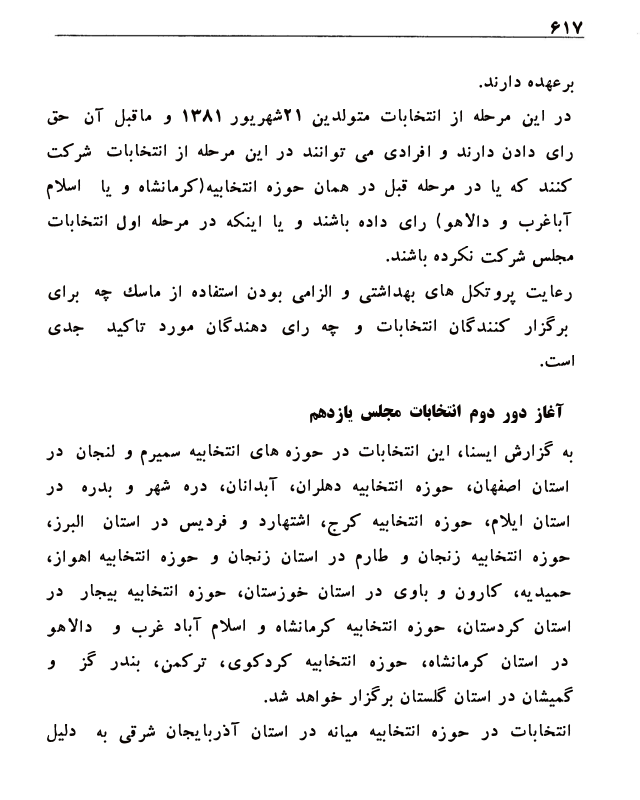 ۶۱۷
برعهده دارند.
در این مرحله از انتخابات متولدین ۲۱شهریور ۱۳۸۱ و ماقبل آن حق
رای دادن دارند و افرادی می توانند در این مرحله از انتخابات شرکت
کنند که یا در مرحله قبل در همان حوزه انتخابیه(کرمانشاه و یا اسلام
آباغرب و دالاهو) رای داده باشند و یا اینکه در مرحله اول انتخابات
مجلس شرکت نکرده باشند.
رعایت پروتکل های بهداشتی و الزامی بودن استفاده از ماسک چه برای
برگزار کنندگان انتخابات و چه رای دهندگان مورد تاکید جدی
است.
آغاز دور دوم انتخابات مجلس یازدهم
به گزارش ایسنا، این انتخابات در حوزه های انتخابیه سمیرم و لنجان در
استان اصفهان، حوزه انتخابیه دهلران، آبدانان، دره شهر و بدره در
استان ایلام، حوزه انتخابیه کرج، اشتهارد و فردیس در استان البرز،
حوزه انتخابیه زنجان و طارم در استان زنجان و حوزه انتخابیه اهواز،
حمیدیه، کارون و باوی در استان خوزستان، حوزه انتخابیه بیجار در
استان کردستان، حوزه انتخابیه کرمانشاه و اسلام آباد غرب و دالاهو
در استان کرمانشاه، حوزه انتخابیه کردکوی، ترکمن، بندر گز و
گمیشان در استان گلستان برگزار خواهد شد.
انتخابات در حوزه انتخابیه میانه در استان آذربایجان شرقی به دلیل